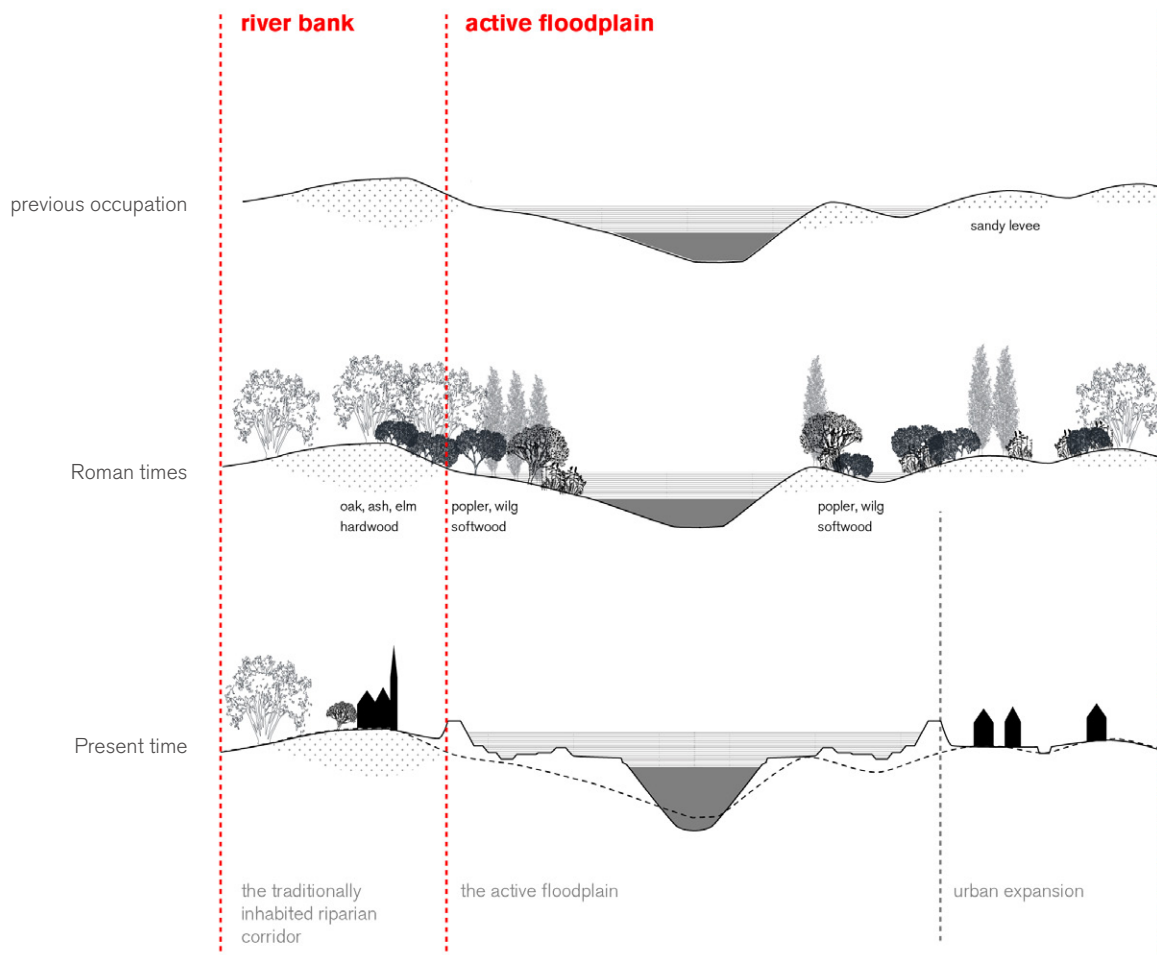 river bank
active floodplain
previous occupation
sandy levee
Roman times
oak, ash, elm
hardwood
popler, wilg
softwood
popler, wilg
softwood
Present time
the traditionally
inhabited riparian
corridor
the active floodplain
urban expansion